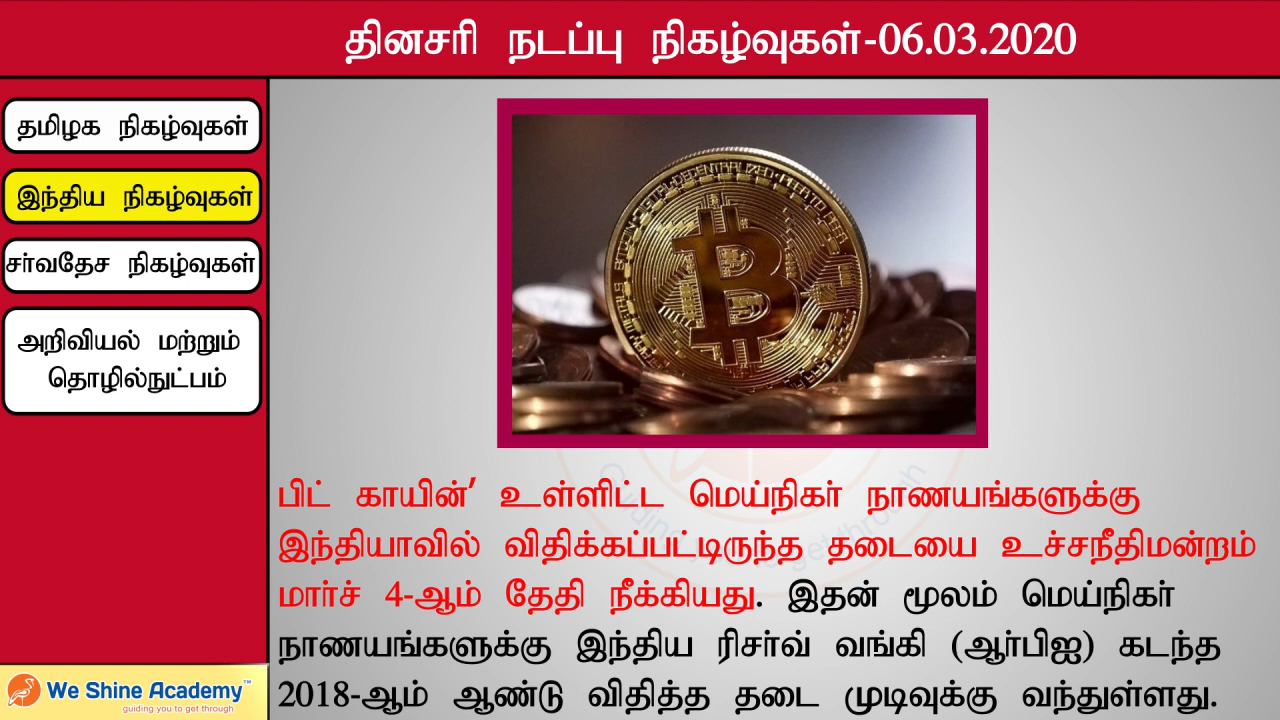 தினசரி நடப்பு நிகழ்வுகள்-06.03.2020
தமிழக நிகழ்வுகள்
இந்திய நிகழ்வுகள்
சர்வதேச நிகழ்வுகள்
அறிவியல் மற்றும்
தொழில்நுட்பம்
பிட் காயின்’ உள்ளிட்ட மெய்நிகர் நாணயங்களுக்கு
இந்தியாவில் விதிக்கப்பட்டிருந்த தடையை உச்சநீதிமன்றம்
மார்ச் 4-ஆம் தேதி நீக்கியது. இதன் மூலம் மெய்நிகர்
நாணயங்களுக்கு இந்திய ரிசர்வ் வங்கி (ஆர்பிஐ) கடந்த
2018-ஆம் ஆண்டு விதித்த தடை முடிவுக்கு வந்துள்ளது.
We Shine Academy™
guiding you to get through